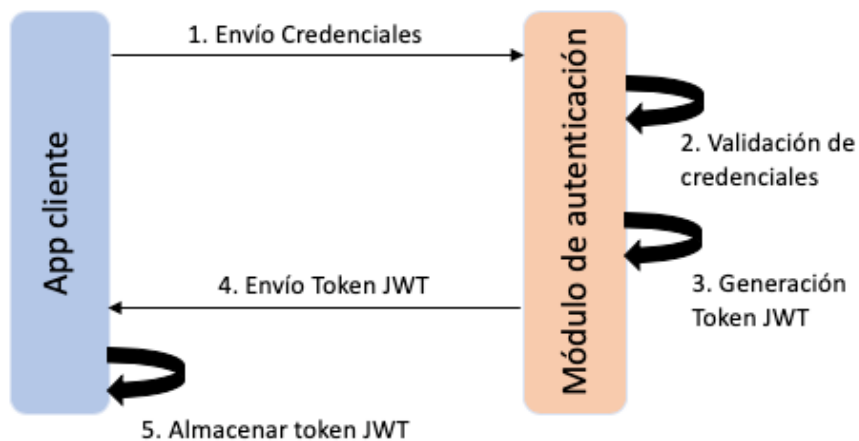 1. Envío Credenciales
App cliente
Módulo de autenticación
2. Validación de
credenciales
3. Generación
Token JWT
4. Envío Token JWT
5. Almacenar token JWT